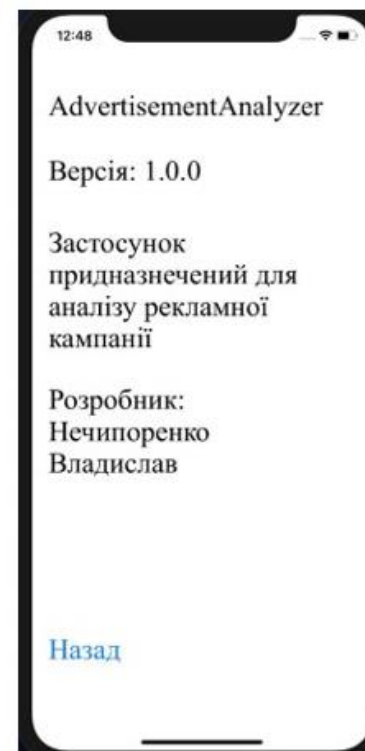 12:48
AdvertisementAnalyzer
Версія: 1.0.0
Застосунок
придназнечений для
аналізу рекламної
кампанії
Розробник:
Нечипоренко
Владислав
Назад